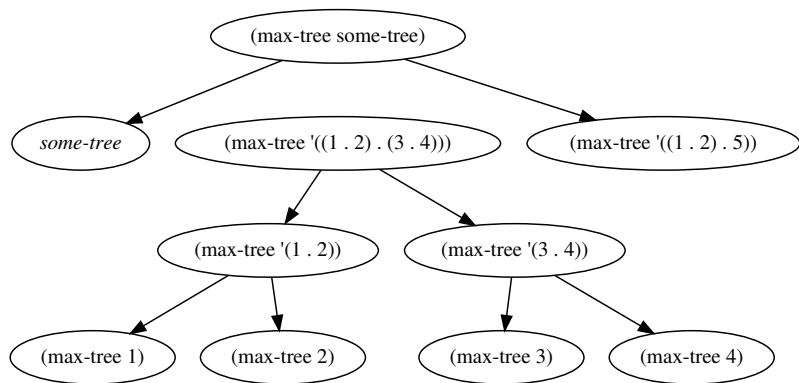 (max-tree some-tree)
some-tree
(max-tree '((1 . 2) . (3 . 4)))
(max-tree '((1 . 2) . 5))
(max-tree '(1 . 2))
(max-tree '(3 . 4))
(max-tree 1)
(max-tree 2)
(max-tree 3)
(max-tree 4)